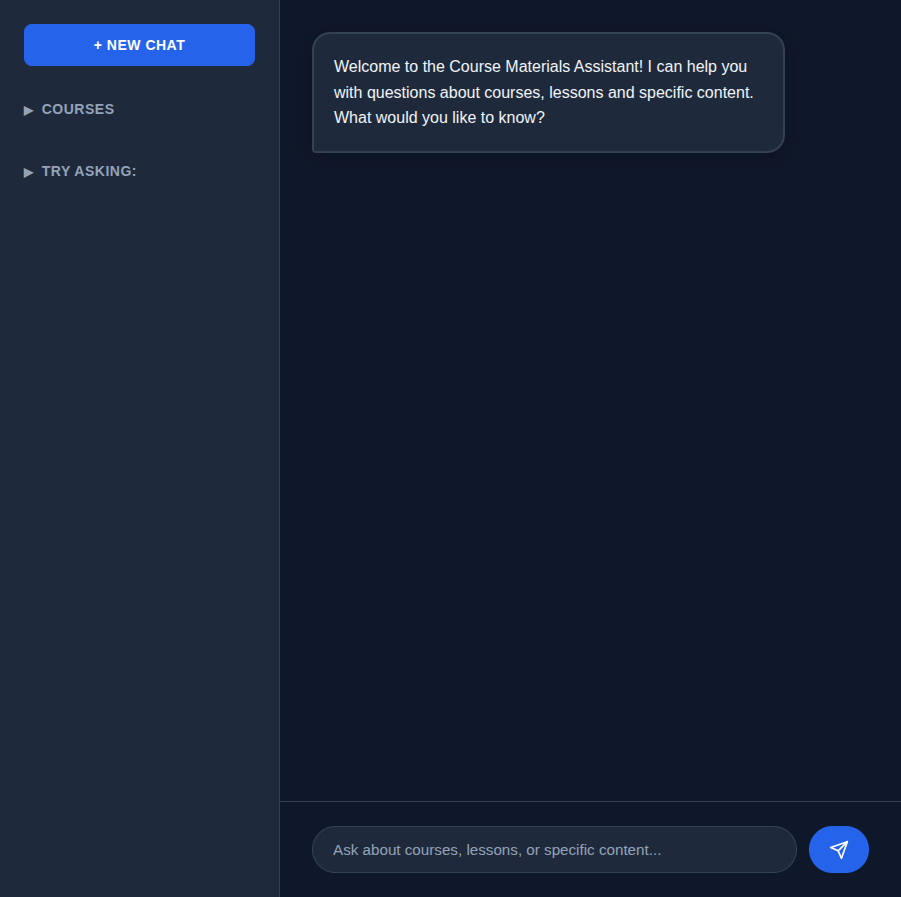 + NEW CHAT
▶ COURSES
▶ TRY ASKING:
Welcome to the Course Materials Assistant! I can help you
with questions about courses, lessons and specific content.
What would you like to know?
Ask about courses, lessons, or specific content...